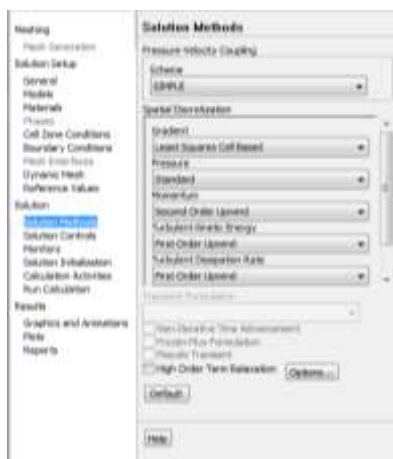 Meshing
Mesh Generation
Solution Setup
General
Models
Materials
Phases
Cell Zone Conditions
Boundary Conditions
Mesh Interfaces
Dynamic Mesh
Reference Values
Solution
Solution Methods
Solution Controls
Monitors
Solution Initialization
Calculation Activities
Run Calculation
Results
Graphics and Animations
Plots
Reports
Solution Methods
Pressure-Velocity Coupling
Scheme
SIMPLE
Spatial Discretization
Gradient
Least Squares Cell Based
Pressure
Standard
Momentum
Second Order Upwind
Turbulent Kinetic Energy
First Order Upwind
Turbulent Dissipation Rate
First Order Upwind
Transient Formulation
Non-Iterative Time Advancement
Frozen Flux Formulation
Pseudo Transient
High Order Term Relaxation
Options...
Default
Help